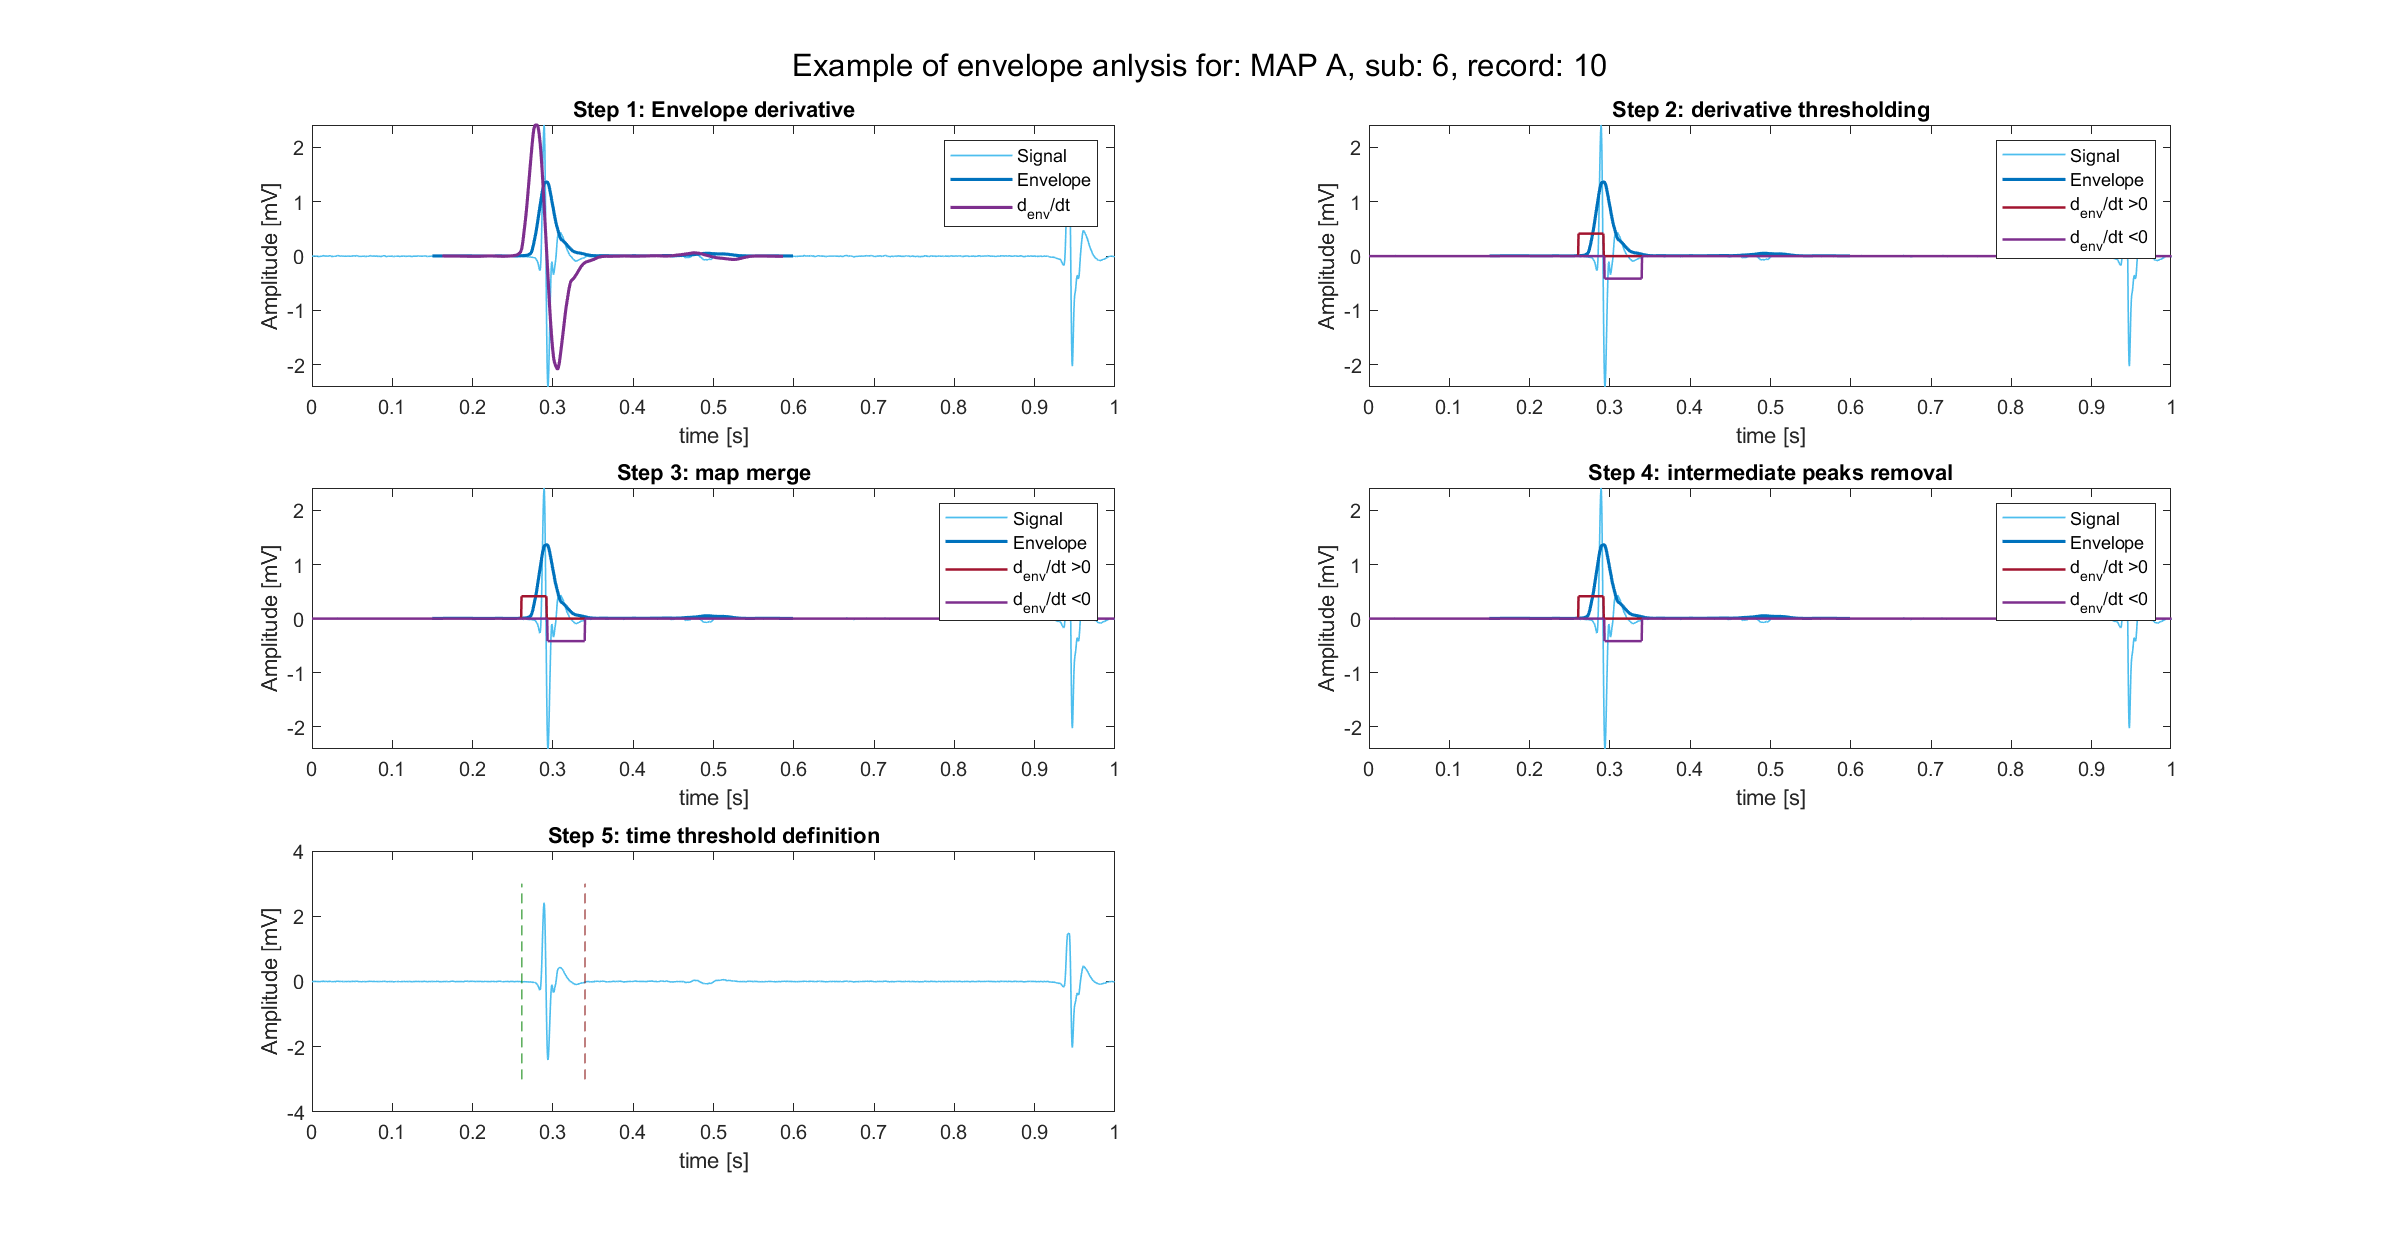 Example of envelope anlysis for: MAP A, sub: 6, record: 10
Step 1: Envelope derivative
2
1
0
-1
-2
Amplitude [mV]
Signal
Envelope
d_env/dt
0 0.1 0.2 0.3 0.4 0.5 0.6 0.7 0.8 0.9 1
time [s]
Step 2: derivative thresholding
2
1
0
-1
-2
Amplitude [mV]
Signal
Envelope
d_env/dt >0
d_env/dt <0
0 0.1 0.2 0.3 0.4 0.5 0.6 0.7 0.8 0.9 1
time [s]
Step 3: map merge
2
1
0
-1
-2
Amplitude [mV]
Signal
Envelope
d_env/dt >0
d_env/dt <0
0 0.1 0.2 0.3 0.4 0.5 0.6 0.7 0.8 0.9 1
time [s]
Step 4: intermediate peaks removal
2
1
0
-1
-2
Amplitude [mV]
Signal
Envelope
d_env/dt >0
d_env/dt <0
0 0.1 0.2 0.3 0.4 0.5 0.6 0.7 0.8 0.9 1
time [s]
Step 5: time threshold definition
4
2
0
-2
-4
Amplitude [mV]
0 0.1 0.2 0.3 0.4 0.5 0.6 0.7 0.8 0.9 1
time [s]